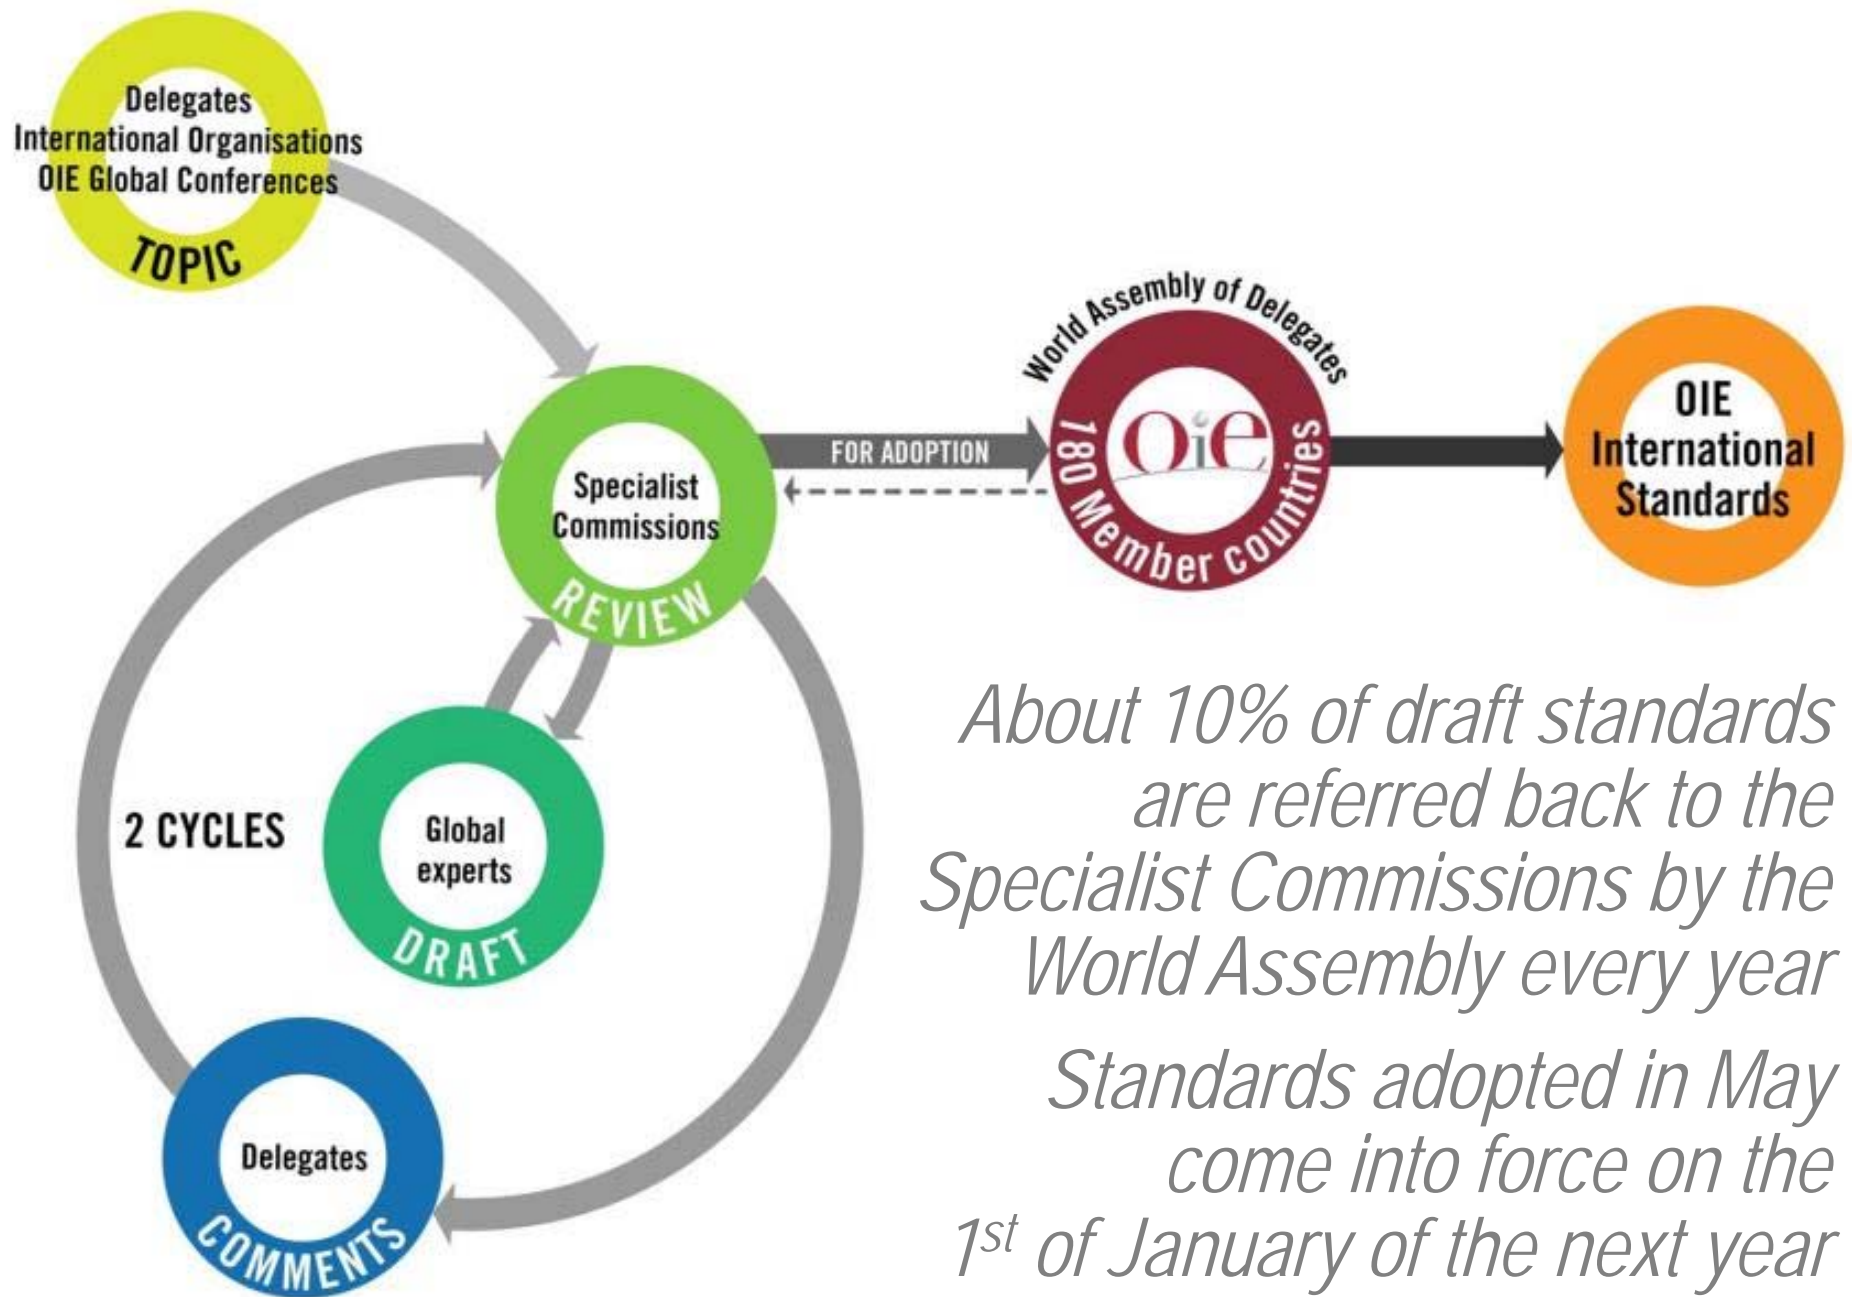 Delegates
International Organisations
OIE Global Conferences
TOPIC
World Assembly of Delegates
OiE
180 Member countries
FOR ADOPTION
OIE
International
Standards
Specialist
Commissions
REVIEW
2 CYCLES
Global
experts
DRAFT
Delegates
COMMENTS
About 10% of draft standards
are referred back to the
Specialist Commissions by the
World Assembly every year
Standards adopted in May
come into force on the
1st of January of the next year